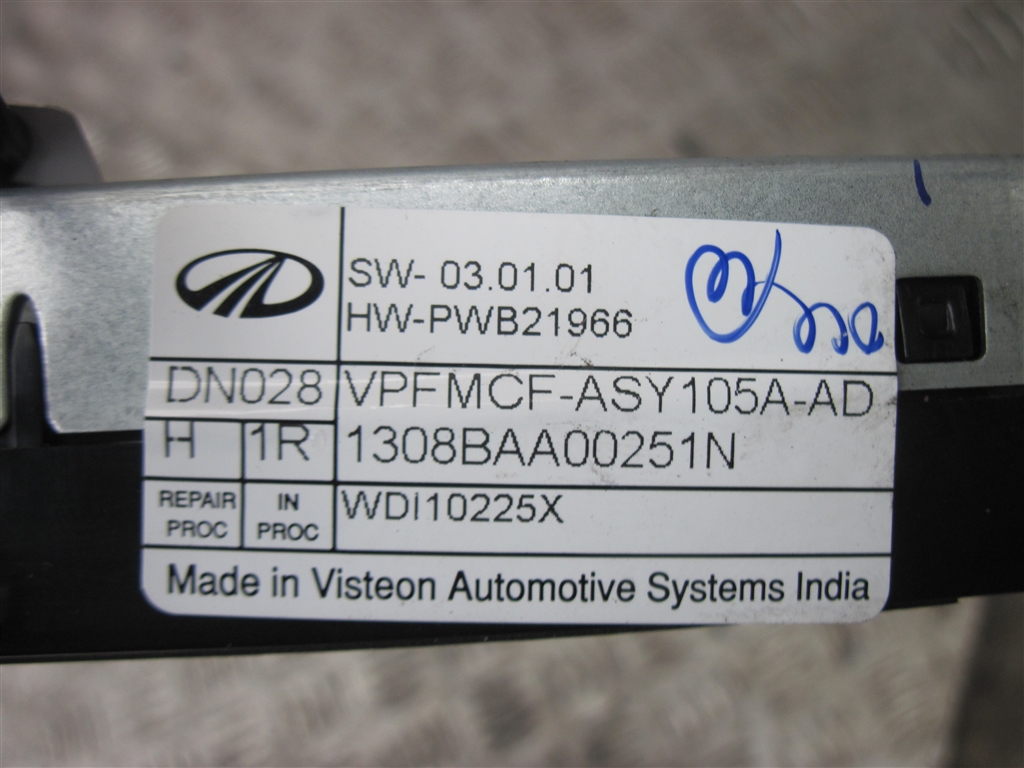 SW- 03.01.01
HW-PWB21966
DN028 VPFMCF-ASY105A-AD
H 1R 1308BAA00251N
REPAIR PROC IN PROC WDI10225X
Made in Visteon Automotive Systems India